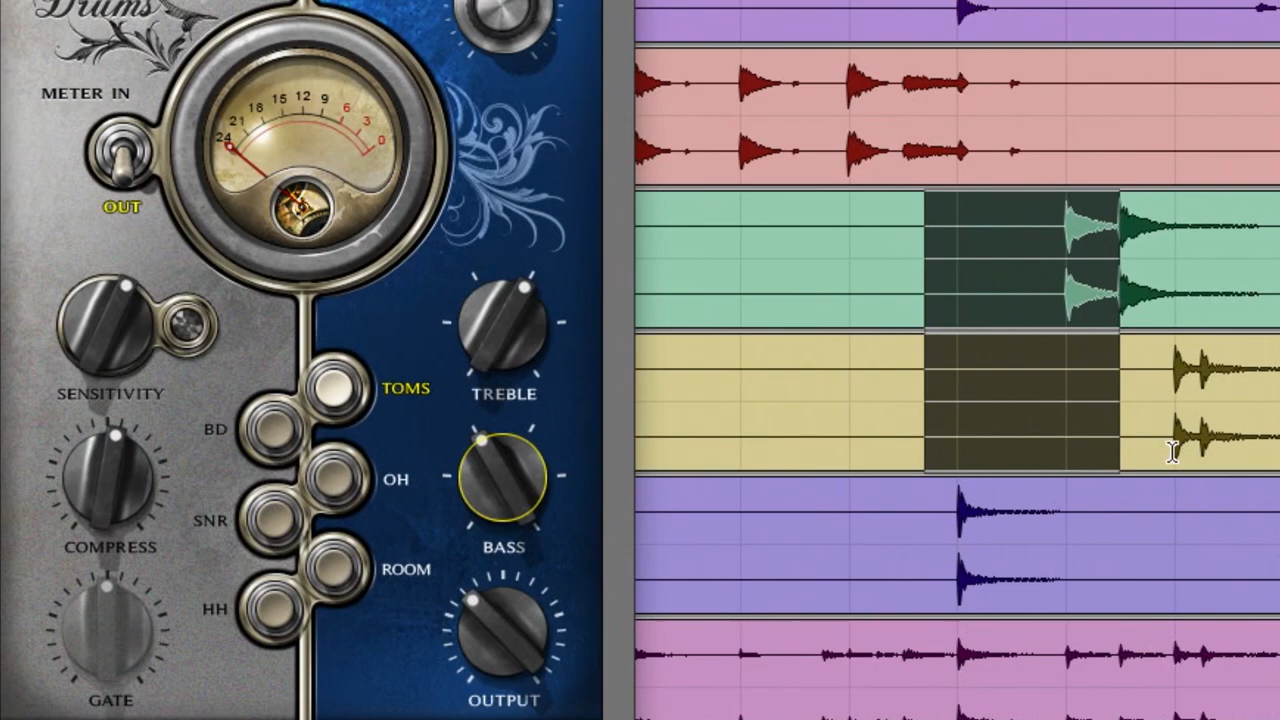 Drums
METER IN
24 21 18 15 12 9 6 3 0
OUT
SENSITIVITY
TREBLE
TOMS
BD
OH
SNR
COMPRESS
BASS
ROOM
HH
GATE
OUTPUT